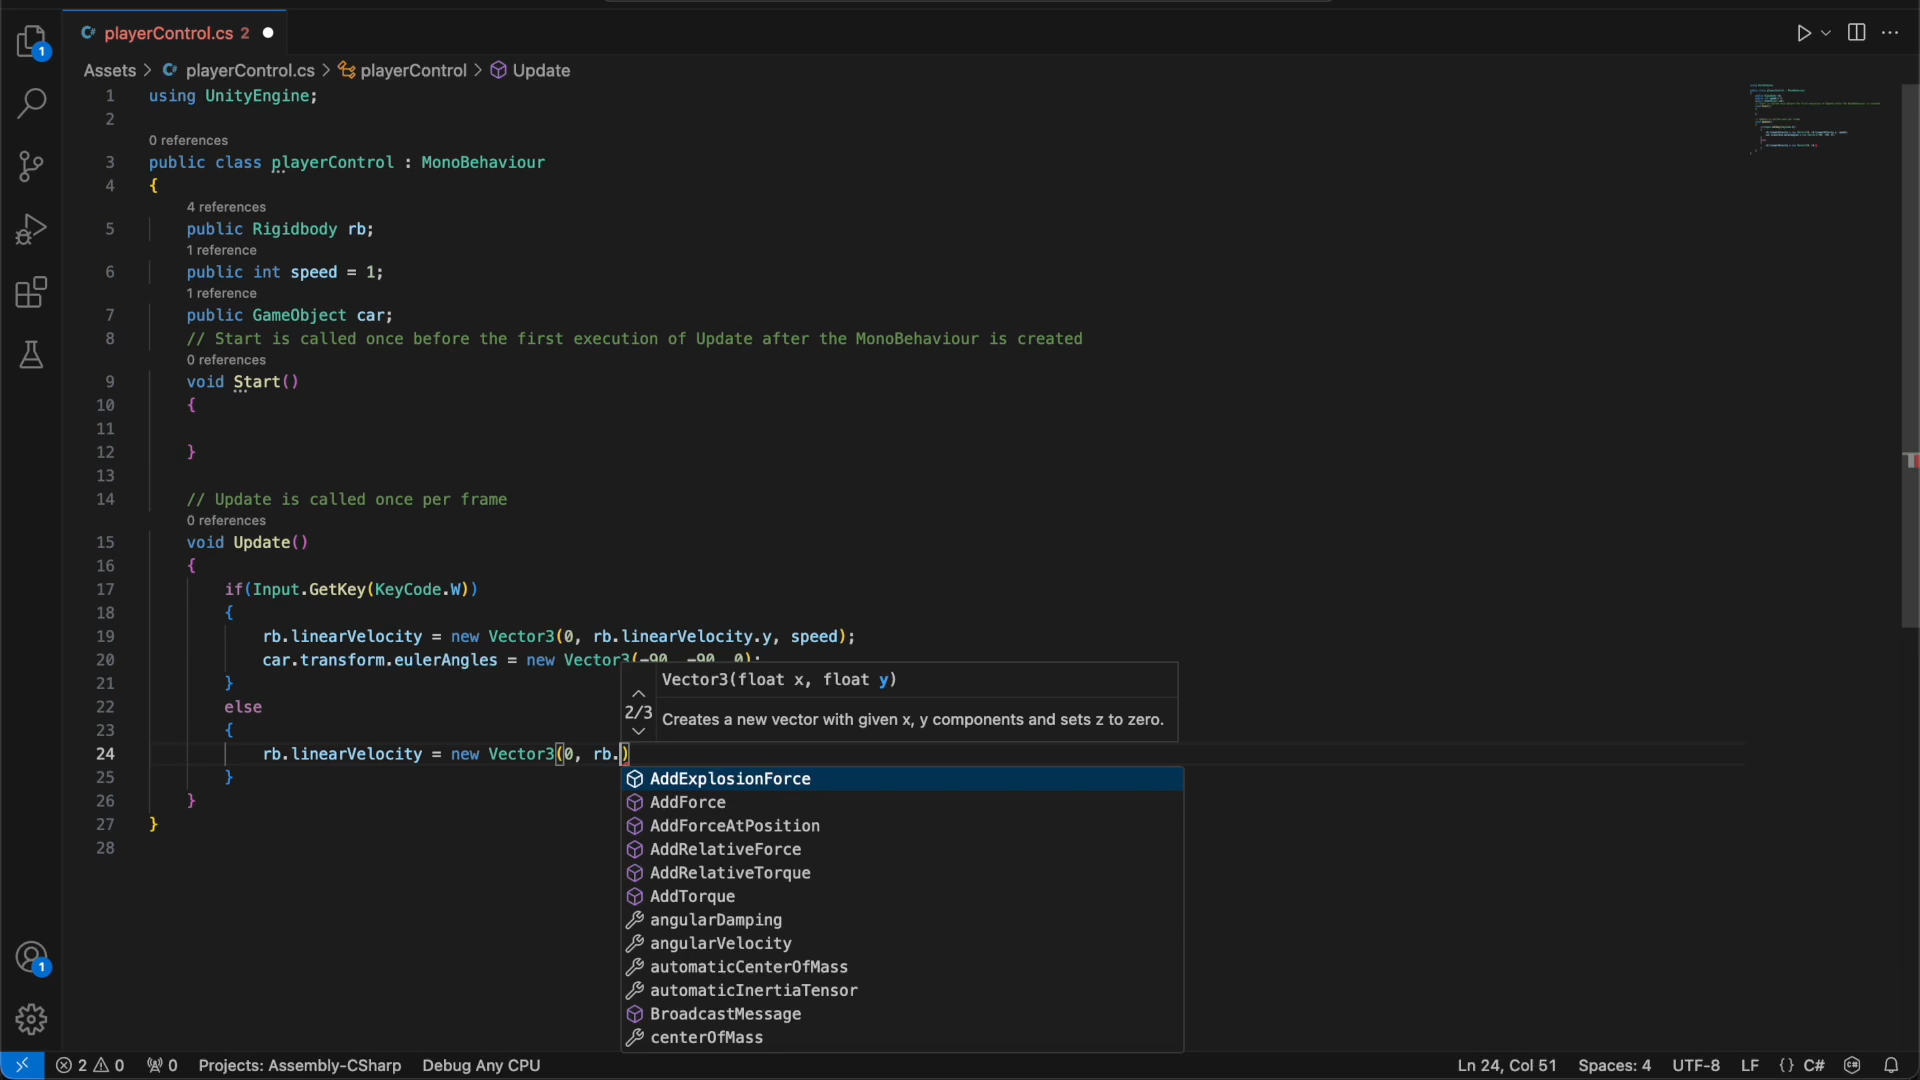 playerControl.cs 2
Assets > playerControl.cs > playerControl > Update
1 using UnityEngine;
2
0 references
3 public class playerControl : MonoBehaviour
4 {
4 references
5 public Rigidbody rb;
1 reference
6 public int speed = 1;
1 reference
7 public GameObject car;
8 // Start is called once before the first execution of Update after the MonoBehaviour is created
0 references
9 void Start()
10 {
11
12 }
13
14 // Update is called once per frame
0 references
15 void Update()
16 {
17 if(Input.GetKey(KeyCode.W))
18 {
19 rb.linearVelocity = new Vector3(0, rb.linearVelocity.y, speed);
20 car.transform.eulerAngles = new Vector3(-90, -90, 0);
21 }
22 else
23 {
24 rb.linearVelocity = new Vector3(0, rb.)
25 }
26 }
27 }
28
Vector3(float x, float y)
2/3
Creates a new vector with given x, y components and sets z to zero.
AddExplosionForce
AddForce
AddForceAtPosition
AddRelativeForce
AddRelativeTorque
AddTorque
angularDamping
angularVelocity
automaticCenterOfMass
automaticInertiaTensor
BroadcastMessage
centerOfMass
1
1
2 0 0 Projects: Assembly-CSharp Debug Any CPU Ln 24, Col 51 Spaces: 4 UTF-8 LF {} C#